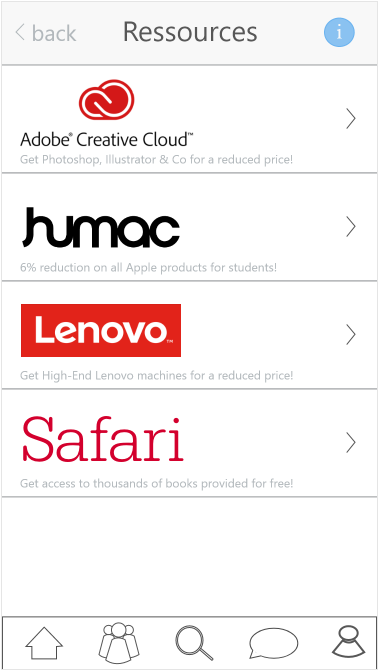 back
Ressources
i
Adobe® Creative Cloud™
Get Photoshop, Illustrator & Co for a reduced price!
humac
6% reduction on all Apple products for students!
Lenovo™
Get High-End Lenovo machines for a reduced price!
Safari
Get access to thousands of books provided for free!